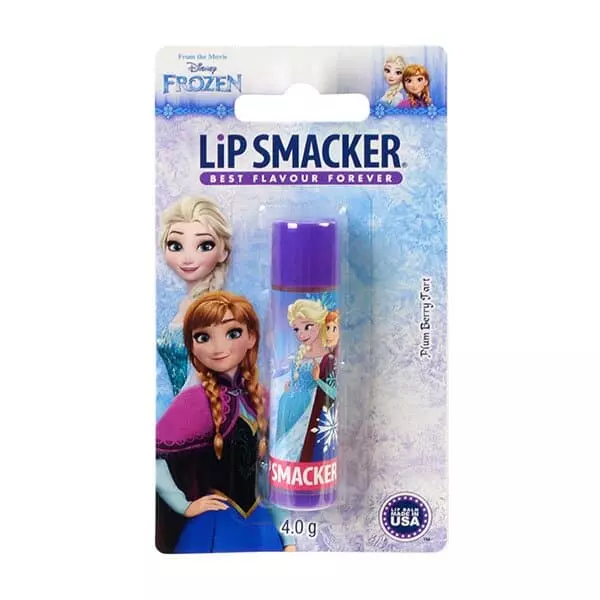 From the Movie
Disney
FROZEN
LiP SMACKER®
BEST FLAVOUR FOREVER
Plum Berry Tart
SMACKER
4.0 g
LIP BALM
MADE IN
USA
™